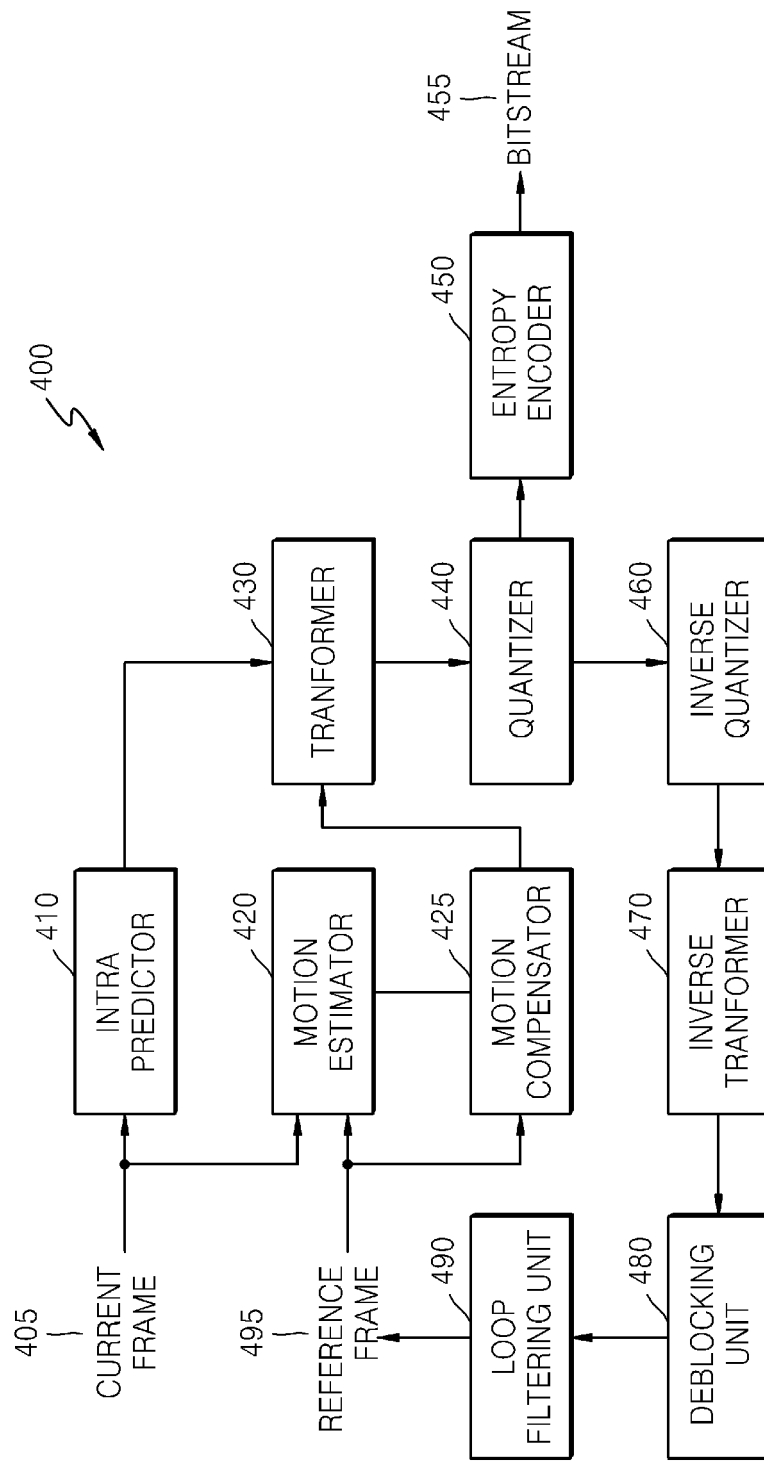 400
405
CURRENT
FRAME
410
INTRA
PREDICTOR
495
REFERENCE
FRAME
420
MOTION
ESTIMATOR
430
TRANFORMER
425
MOTION
COMPENSATOR
440
QUANTIZER
450
ENTROPY
ENCODER
455
BITSTREAM
490
LOOP
FILTERING UNIT
480
DEBLOCKING
UNIT
470
INVERSE
TRANFORMER
460
INVERSE
QUANTIZER